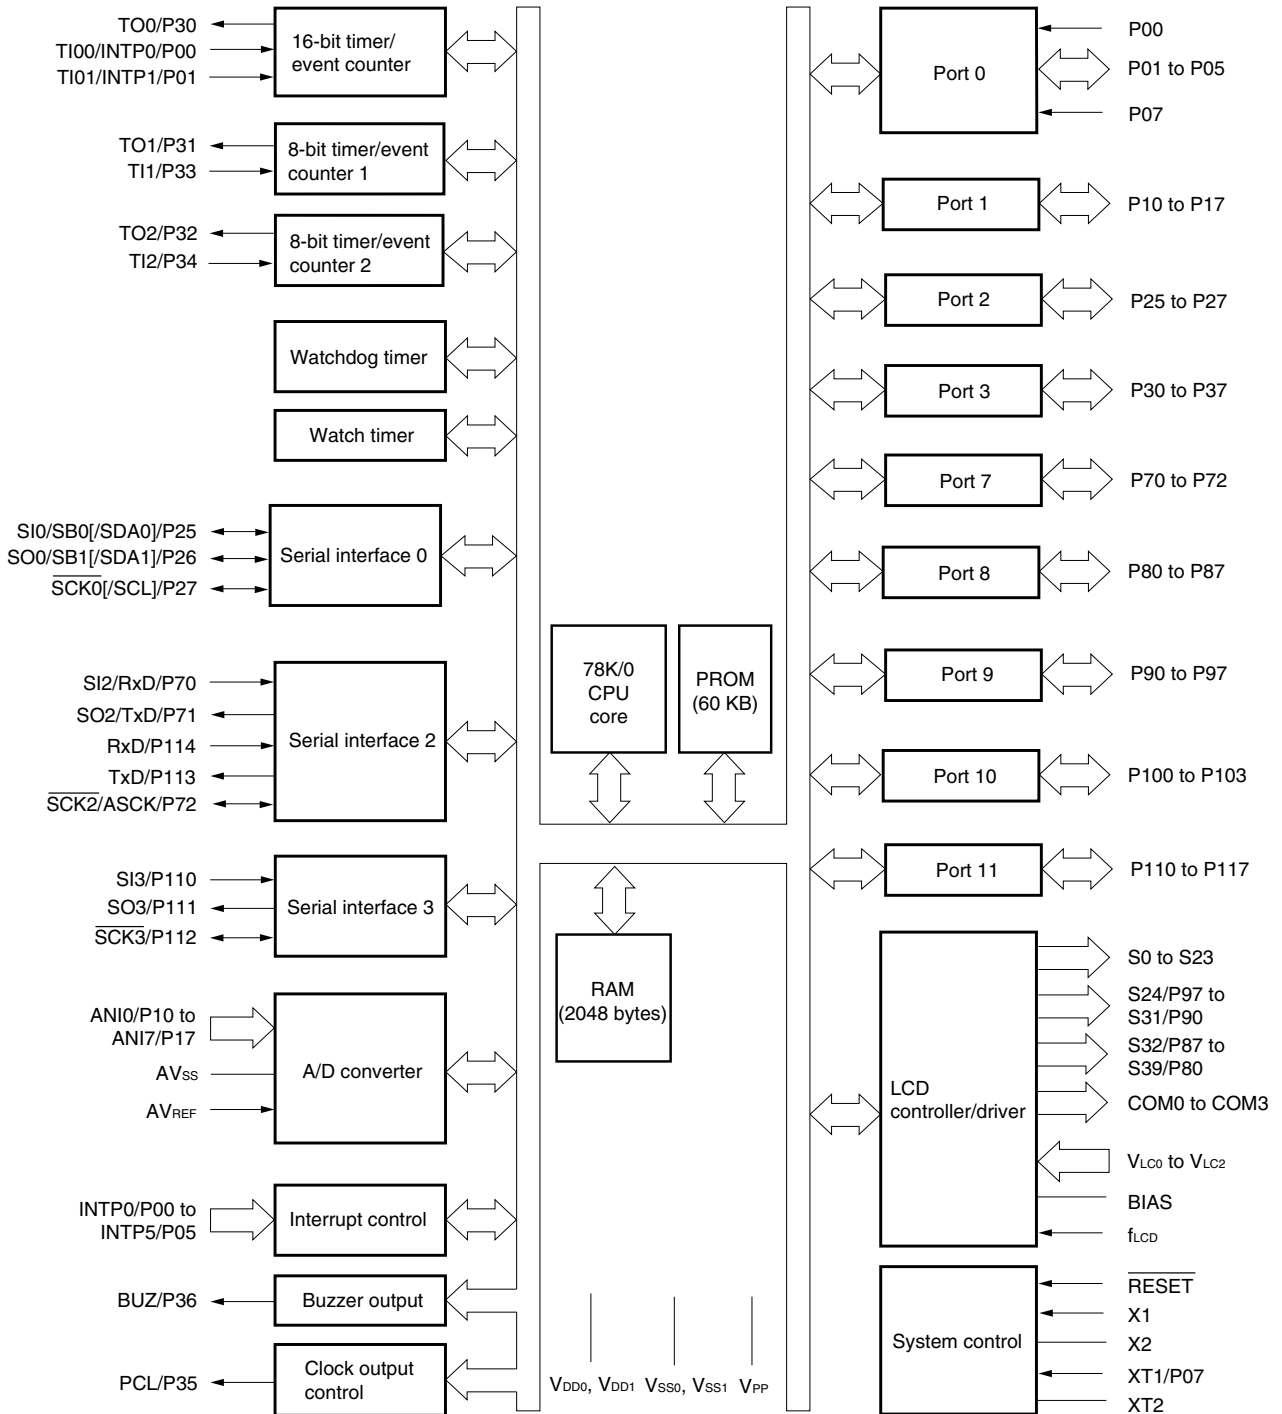 TO0/P30
TI00/INTP0/P00
TI01/INTP1/P01
16-bit timer/
event counter
TO1/P31
TI1/P33
8-bit timer/event
counter 1
TO2/P32
TI2/P34
8-bit timer/event
counter 2
Watchdog timer
Watch timer
SI0/SB0[/SDA0]/P25
SO0/SB1[/SDA1]/P26
SCK0[/SCL]/P27
Serial interface 0
SI2/RxD/P70
SO2/TxD/P71
RxD/P114
TxD/P113
SCK2/ASCK/P72
Serial interface 2
SI3/P110
SO3/P111
SCK3/P112
Serial interface 3
ANI0/P10 to
ANI7/P17
AVSS
AVREF
A/D converter
INTP0/P00 to
INTP5/P05
Interrupt control
BUZ/P36
Buzzer output
PCL/P35
Clock output
control
78K/0
CPU
core
PROM
(60 KB)
RAM
(2048 bytes)
VDD0, VDD1
VSS0, VSS1
VPP
Port 0
P00
P01 to P05
P07
Port 1
P10 to P17
Port 2
P25 to P27
Port 3
P30 to P37
Port 7
P70 to P72
Port 8
P80 to P87
Port 9
P90 to P97
Port 10
P100 to P103
Port 11
P110 to P117
LCD
controller/driver
S0 to S23
S24/P97 to
S31/P90
S32/P87 to
S39/P80
COM0 to COM3
VLC0 to VLC2
BIAS
fLCD
System control
RESET
X1
X2
XT1/P07
XT2